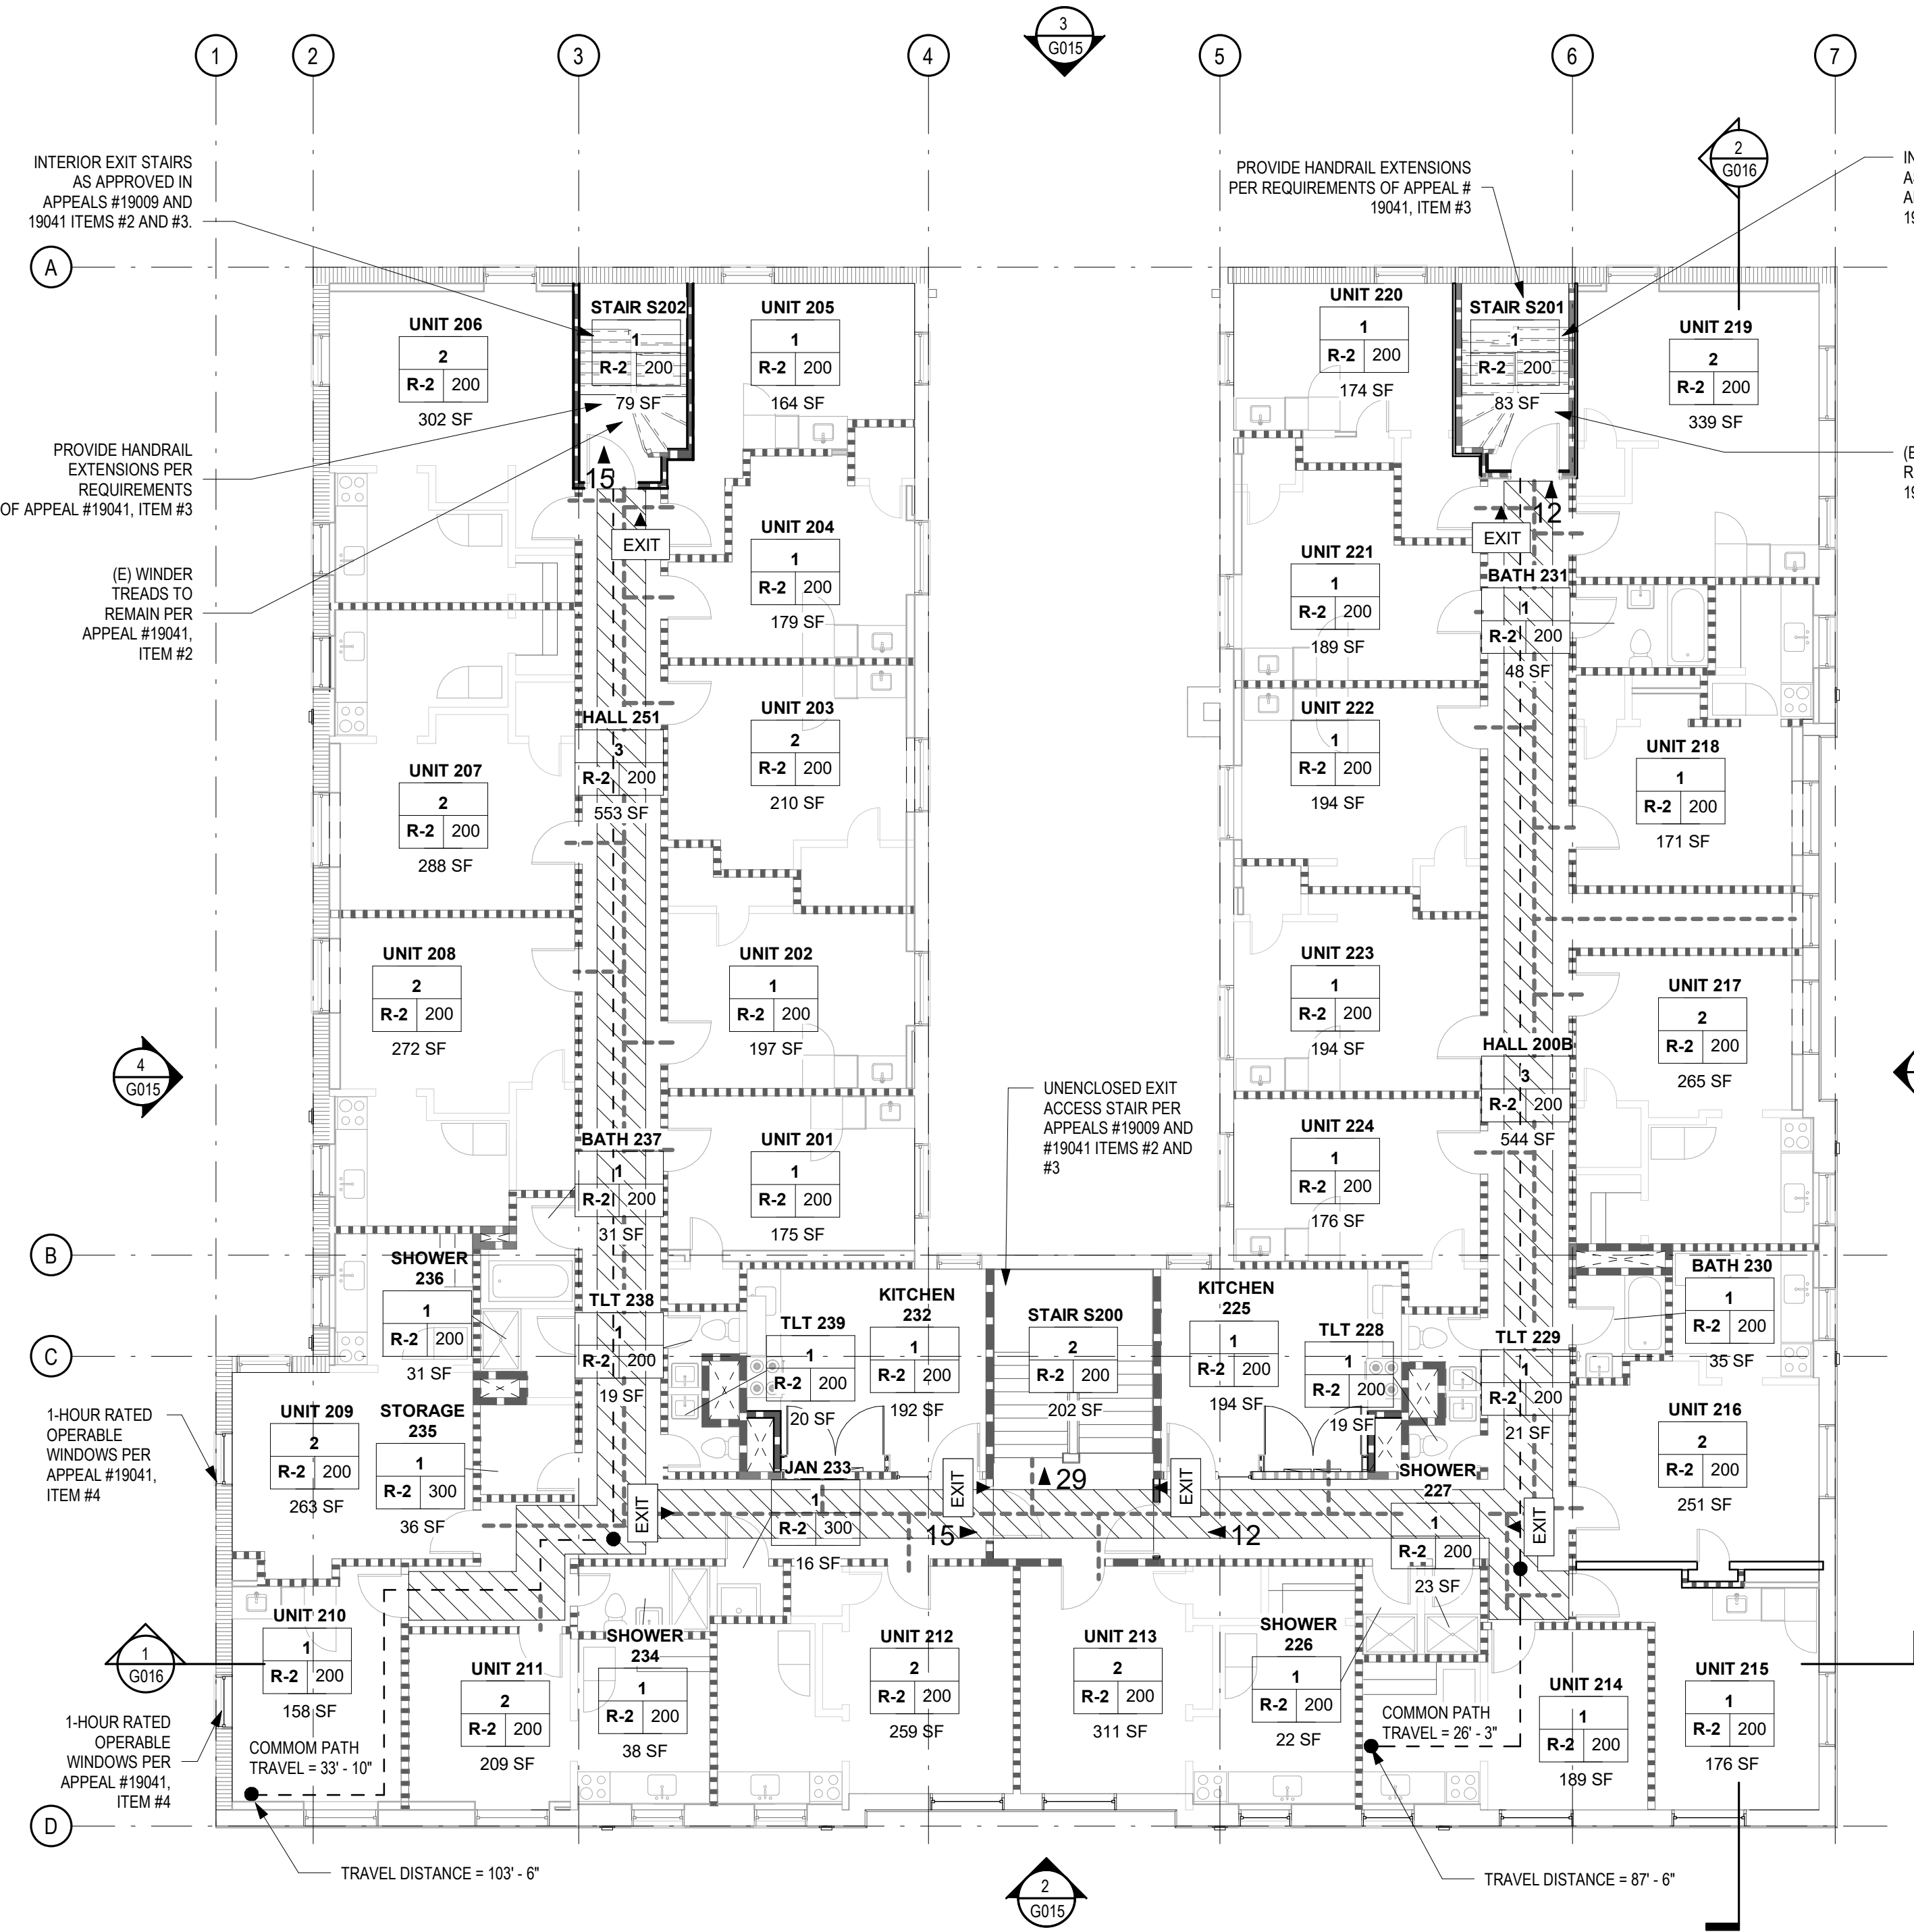 3
G015
1
2
3
4
5
6
7
2
G016
INTERIOR EXIT STAIRS
AS APPROVED IN
APPEALS #19009 AND
19041 ITEMS #2 AND #3.
PROVIDE HANDRAIL EXTENSIONS
PER REQUIREMENTS OF APPEAL #
19041, ITEM #3
A
UNIT 206
2
R-2 200
302 SF
STAIR S202
1
R-2 200
79 SF
UNIT 205
1
R-2 200
164 SF
UNIT 220
1
R-2 200
174 SF
STAIR S201
1
R-2 200
83 SF
UNIT 219
2
R-2 200
339 SF
PROVIDE HANDRAIL
EXTENSIONS PER
REQUIREMENTS
OF APPEAL #19041, ITEM #3
15
EXIT
12
EXIT
(E) WINDER
TREADS TO
REMAIN PER
APPEAL #19041,
ITEM #2
UNIT 204
1
R-2 200
179 SF
UNIT 221
1
R-2 200
189 SF
BATH 231
1
R-2 200
48 SF
HALL 251
3
R-2 200
553 SF
UNIT 203
2
R-2 200
210 SF
UNIT 222
1
R-2 200
194 SF
UNIT 218
1
R-2 200
171 SF
UNIT 207
2
R-2 200
288 SF
UNIT 208
2
R-2 200
272 SF
UNIT 202
1
R-2 200
197 SF
UNIT 223
1
R-2 200
194 SF
UNIT 217
2
R-2 200
265 SF
HALL 200B
3
R-2 200
544 SF
4
G015
UNENCLOSED EXIT
ACCESS STAIR PER
APPEALS #19009 AND
#19041 ITEMS #2 AND
#3
BATH 237
1
R-2 200
31 SF
UNIT 201
1
R-2 200
175 SF
UNIT 224
1
R-2 200
176 SF
B
SHOWER
236
1
R-2 200
31 SF
TLT 238
1
R-2 200
19 SF
TLT 239
1
R-2 200
20 SF
KITCHEN
232
1
R-2 200
192 SF
STAIR S200
2
R-2 200
202 SF
KITCHEN
225
1
R-2 200
194 SF
TLT 228
1
R-2 200
19 SF
TLT 229
1
R-2 200
21 SF
BATH 230
1
R-2 200
35 SF
C
1-HOUR RATED
OPERABLE
WINDOWS PER
APPEAL #19041,
ITEM #4
UNIT 209
2
R-2 200
263 SF
STORAGE
235
1
R-2 300
36 SF
UNIT 216
2
R-2 200
251 SF
EXIT
JAN 233
1
R-2 300
16 SF
EXIT
15
29
EXIT
12
SHOWER
227
1
R-2 200
23 SF
EXIT
1
G016
UNIT 210
1
R-2 200
158 SF
UNIT 211
2
R-2 200
209 SF
SHOWER
234
1
R-2 200
38 SF
UNIT 212
2
R-2 200
259 SF
UNIT 213
2
R-2 200
311 SF
SHOWER
226
1
R-2 200
22 SF
UNIT 214
1
R-2 200
189 SF
UNIT 215
1
R-2 200
176 SF
COMMOM PATH
TRAVEL = 33' - 10"
COMMON PATH
TRAVEL = 26' - 3"
1-HOUR RATED
OPERABLE
WINDOWS PER
APPEAL #19041,
ITEM #4
D
TRAVEL DISTANCE = 103' - 6"
TRAVEL DISTANCE = 87' - 6"
2
G015